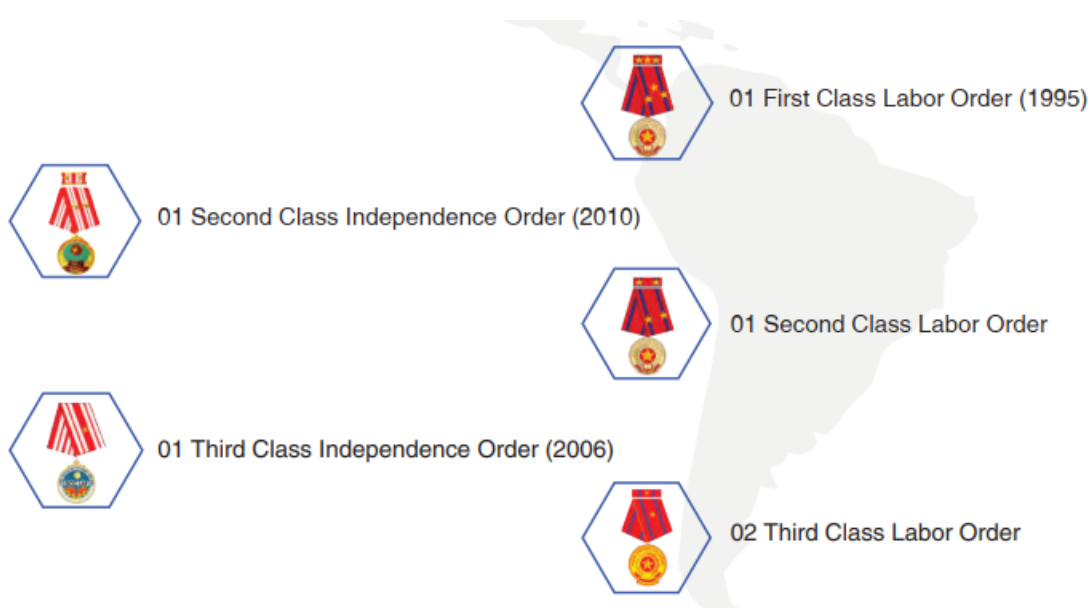 01 First Class Labor Order (1995)
01 Second Class Independence Order (2010)
01 Second Class Labor Order
01 Third Class Independence Order (2006)
02 Third Class Labor Order